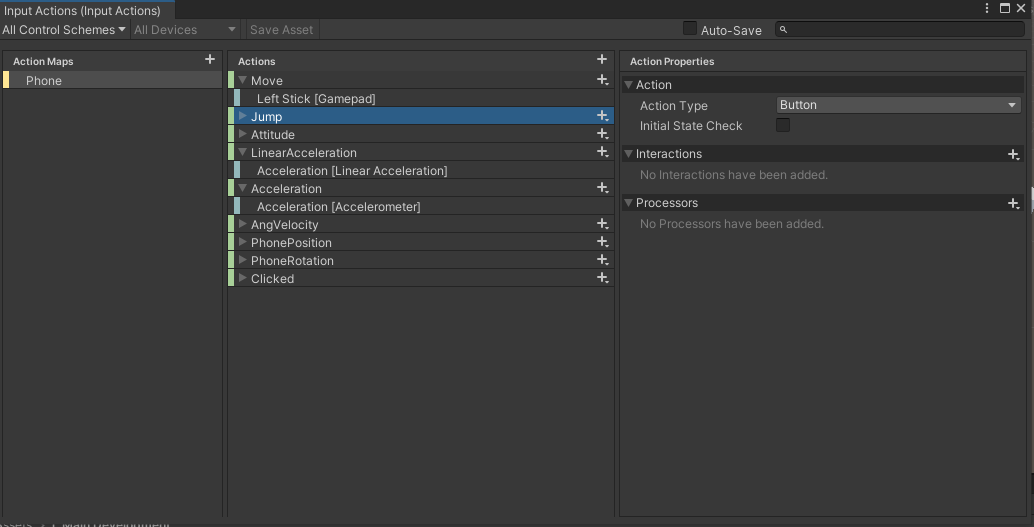 Input Actions (Input Actions)
All Control Schemes All Devices Save Asset Auto-Save
Action Maps
Phone
Actions
Move
Left Stick [Gamepad]
Jump
Attitude
LinearAcceleration
Acceleration [Linear Acceleration]
Acceleration
Acceleration [Accelerometer]
AngVelocity
PhonePosition
PhoneRotation
Clicked
Action Properties
Action
Action Type Button
Initial State Check
Interactions
No Interactions have been added.
Processors
No Processors have been added.